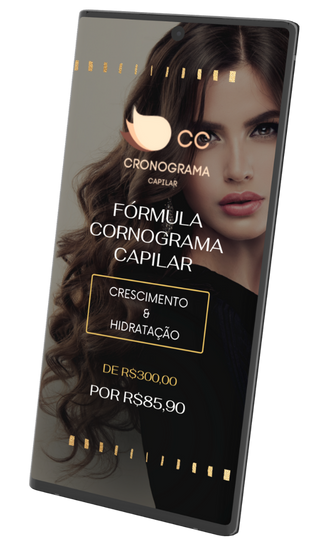 CC
CRONOGRAMA
CAPILAR
FÓRMULA
CORNOGRAMA
CAPILAR
CRESCIMENTO
&
HIDRATAÇÃO
DE R$300,00
POR R$85,90